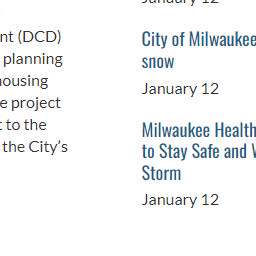 nt (DCD)
planning
housing
e project
t to the
the City's
January 12
City of Milwaukee
snow
January 12
Milwaukee Health
to Stay Safe and
Storm
January 12